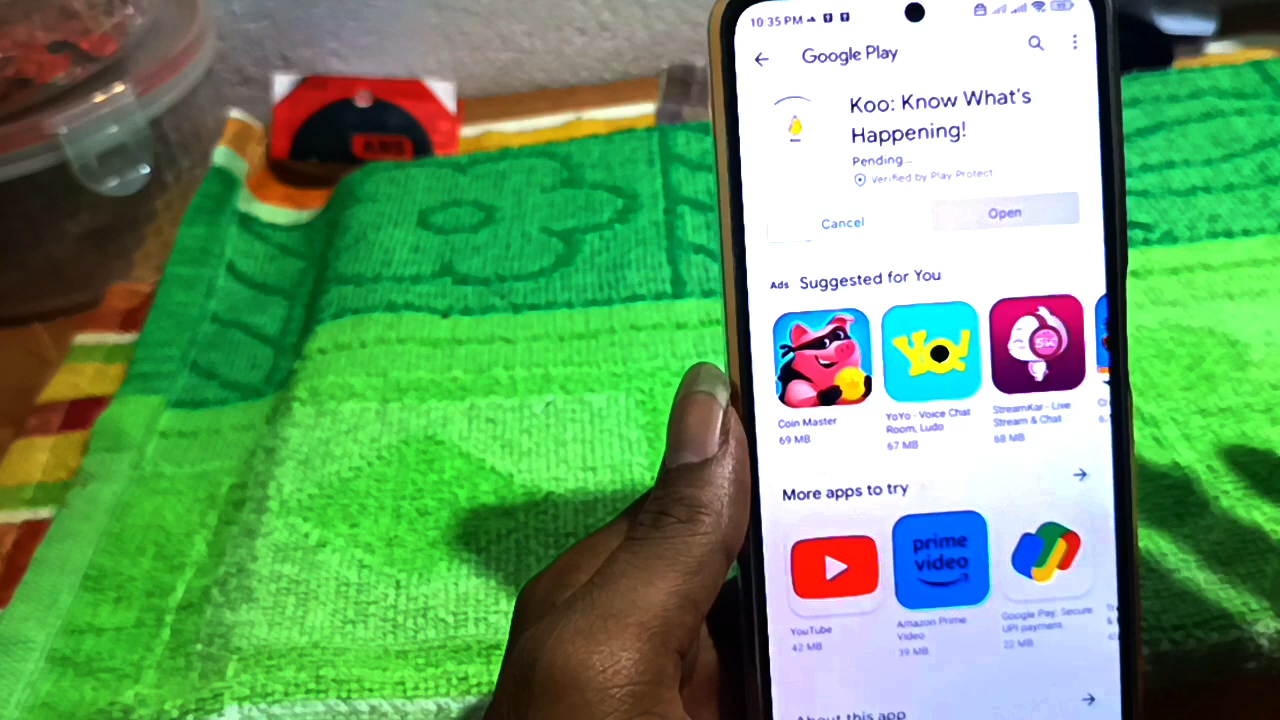 10:35 PM
Google Play
Koo: Know What's
Happening!
Pending...
Verified by Play Protect
Cancel
Open
Ads Suggested for You
YoYo!
SK
Coin Master
69 MB
YoYo - Voice Chat
Room, Ludo
67 MB
StreamKar - Live
Stream & Chat
68 MB
More apps to try
prime
video
YouTube
42 MB
Amazon Prime
Video
39 MB
Google Pay: Secure
UPI payment
22 MB
About this app